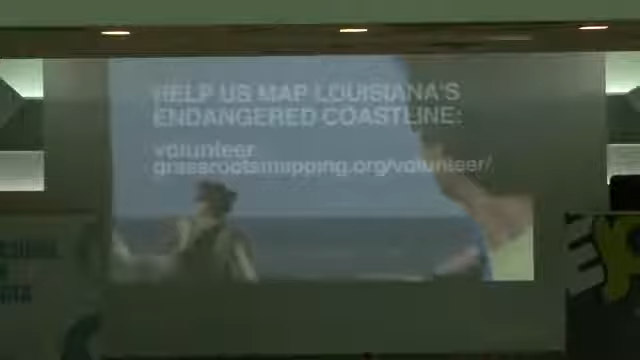 HELP US MAP LOUISIANA'S
ENDANGERED COASTLINE:
volunteer
grassrootsmapping.org/volunteer/